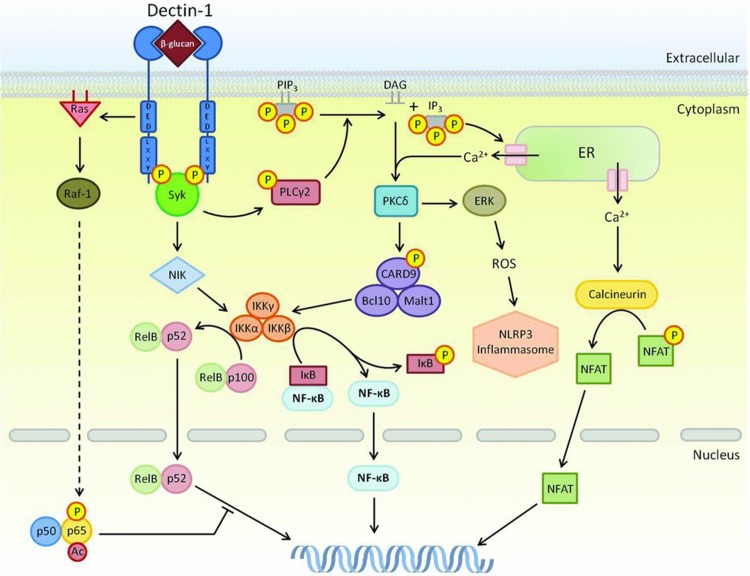 Dectin-1
β-glucan
Extracellular
PIP3
DAG
Ras
D
E
D
D
E
D
P
P
P
+
IP3
P
P
P
Cytoplasm
L
X
X
Y
L
X
X
Y
Ca2+
ER
P
P
P
Raf-1
Syk
PLCγ2
PKCδ
ERK
Ca2+
NIK
P
CARD9
ROS
Bcl10
Malt1
Calcineurin
IKKγ
IKKα
IKKβ
RelB
p52
NLRP3
Inflammasome
P
NFAT
P
IκB
NFAT
RelB
p100
IκB
NF-κB
NF-κB
Nucleus
RelB
p52
NF-κB
NFAT
P
p50
p65
Ac